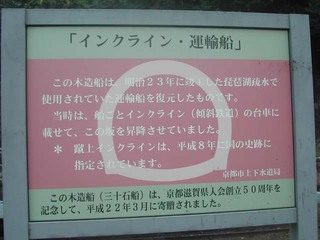 「インクライン・運輸船」
この木造船は、明治２３年に竣工した琵琶湖疏水で
使用されていた運輸船を復元したものです。
当時は、船ごとインクライン（傾斜鉄道）の台車に
載せて、この坂を昇降させていました。
＊ 蹴上インクラインは、平成８年に国の史跡に
指定されています。
京都市上下水道局
この木造船（三十石船）は、京都滋賀県人会創立５０周年を
記念して、平成２２年３月に寄贈されました。